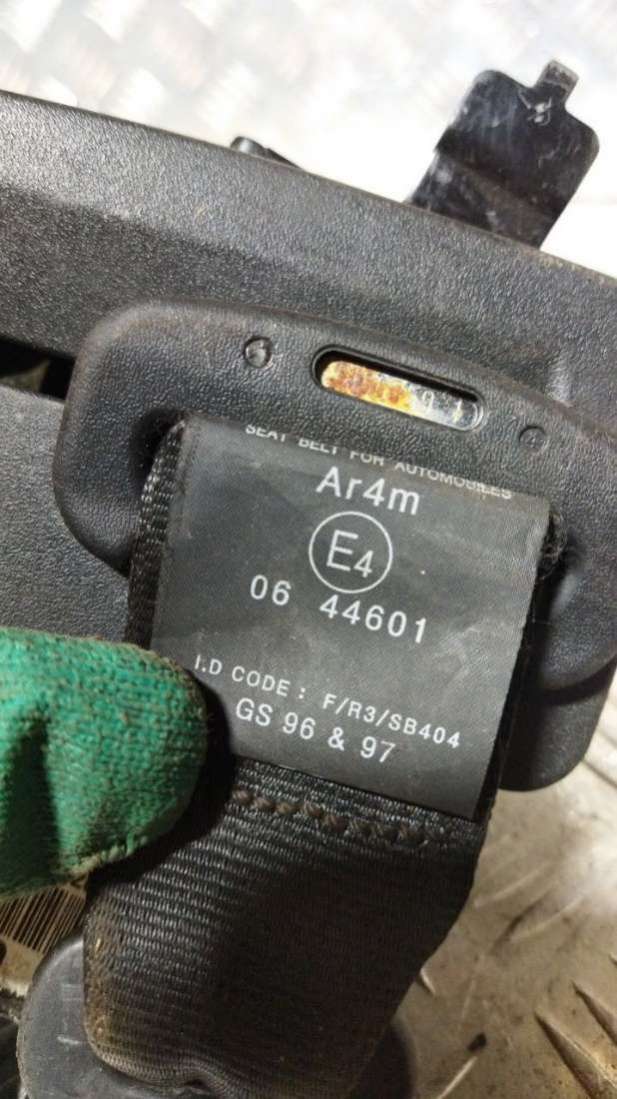 SEAT BELT FOR AUTOMOBILES
Ar4m
E4
06 44601
I.D CODE : F/R3/SB404
GS 96 & 97